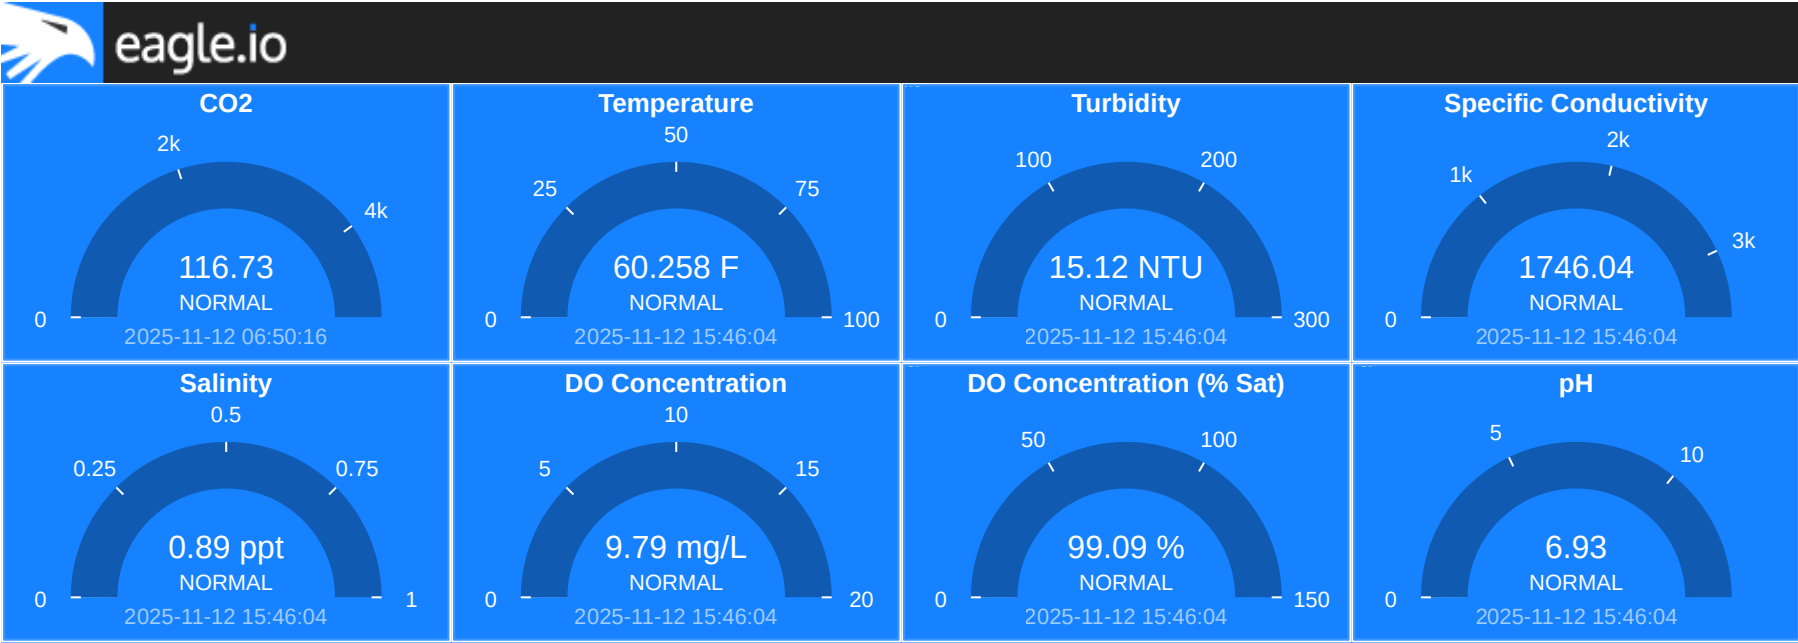 eagle.io
CO2
2k
4k
116.73
NORMAL
0
2025-11-12 06:50:16
Temperature
50
25
75
60.258 F
NORMAL
0
100
2025-11-12 15:46:04
Turbidity
100
200
15.12 NTU
NORMAL
0
300
2025-11-12 15:46:04
Specific Conductivity
2k
1k
3k
1746.04
NORMAL
0
2025-11-12 15:46:04
Salinity
0.5
0.25
0.75
0.89 ppt
NORMAL
0
1
2025-11-12 15:46:04
DO Concentration
10
5
15
9.79 mg/L
NORMAL
0
20
2025-11-12 15:46:04
DO Concentration (% Sat)
50
100
99.09 %
NORMAL
0
150
2025-11-12 15:46:04
pH
5
10
6.93
NORMAL
0
2025-11-12 15:46:04